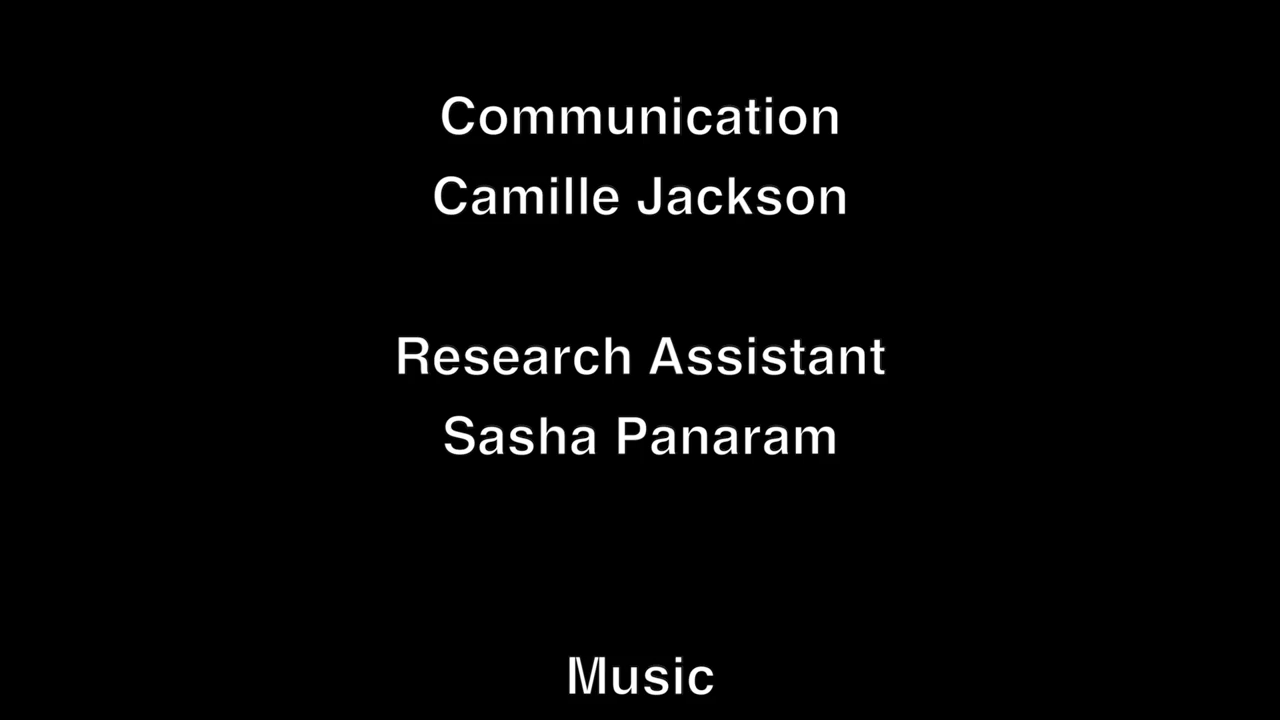 Communication
Camille Jackson
Research Assistant
Sasha Panaram
Music